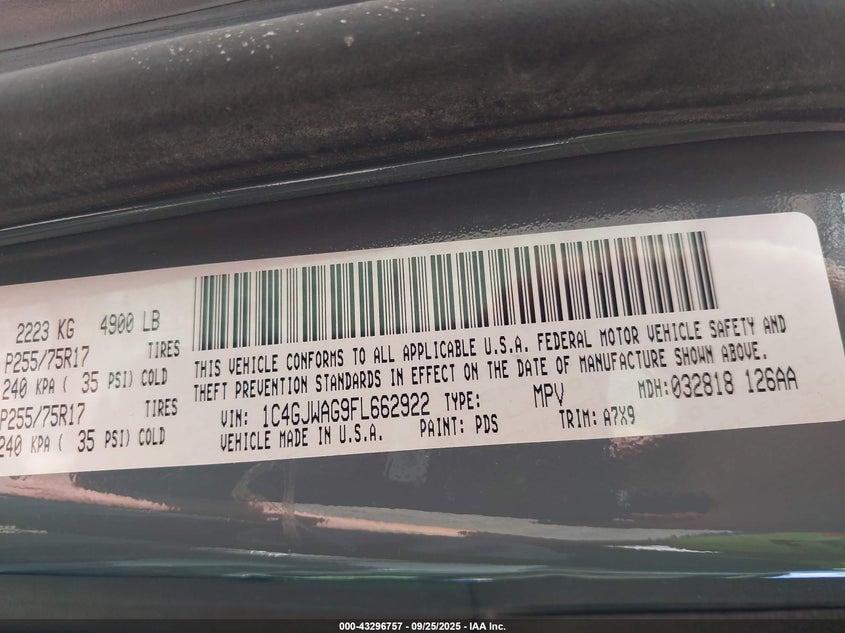 2223 KG 4900 LB
P255/75R17 TIRES
240 KPA ( 35 PSI) COLD
P255/75R17 TIRES
240 KPA ( 35 PSI) COLD
THIS VEHICLE CONFORMS TO ALL APPLICABLE U.S.A. FEDERAL MOTOR VEHICLE SAFETY AND
THEFT PREVENTION STANDARDS IN EFFECT ON THE DATE OF MANUFACTURE SHOWN ABOVE.
VIN: 1C4GJWAG9FL662922 TYPE: MPV MDH:032818 126AA
VEHICLE MADE IN U.S.A. PAINT: PDS TRIM: A7X9
000-43296757 - 09/25/2025 - IAA Inc.